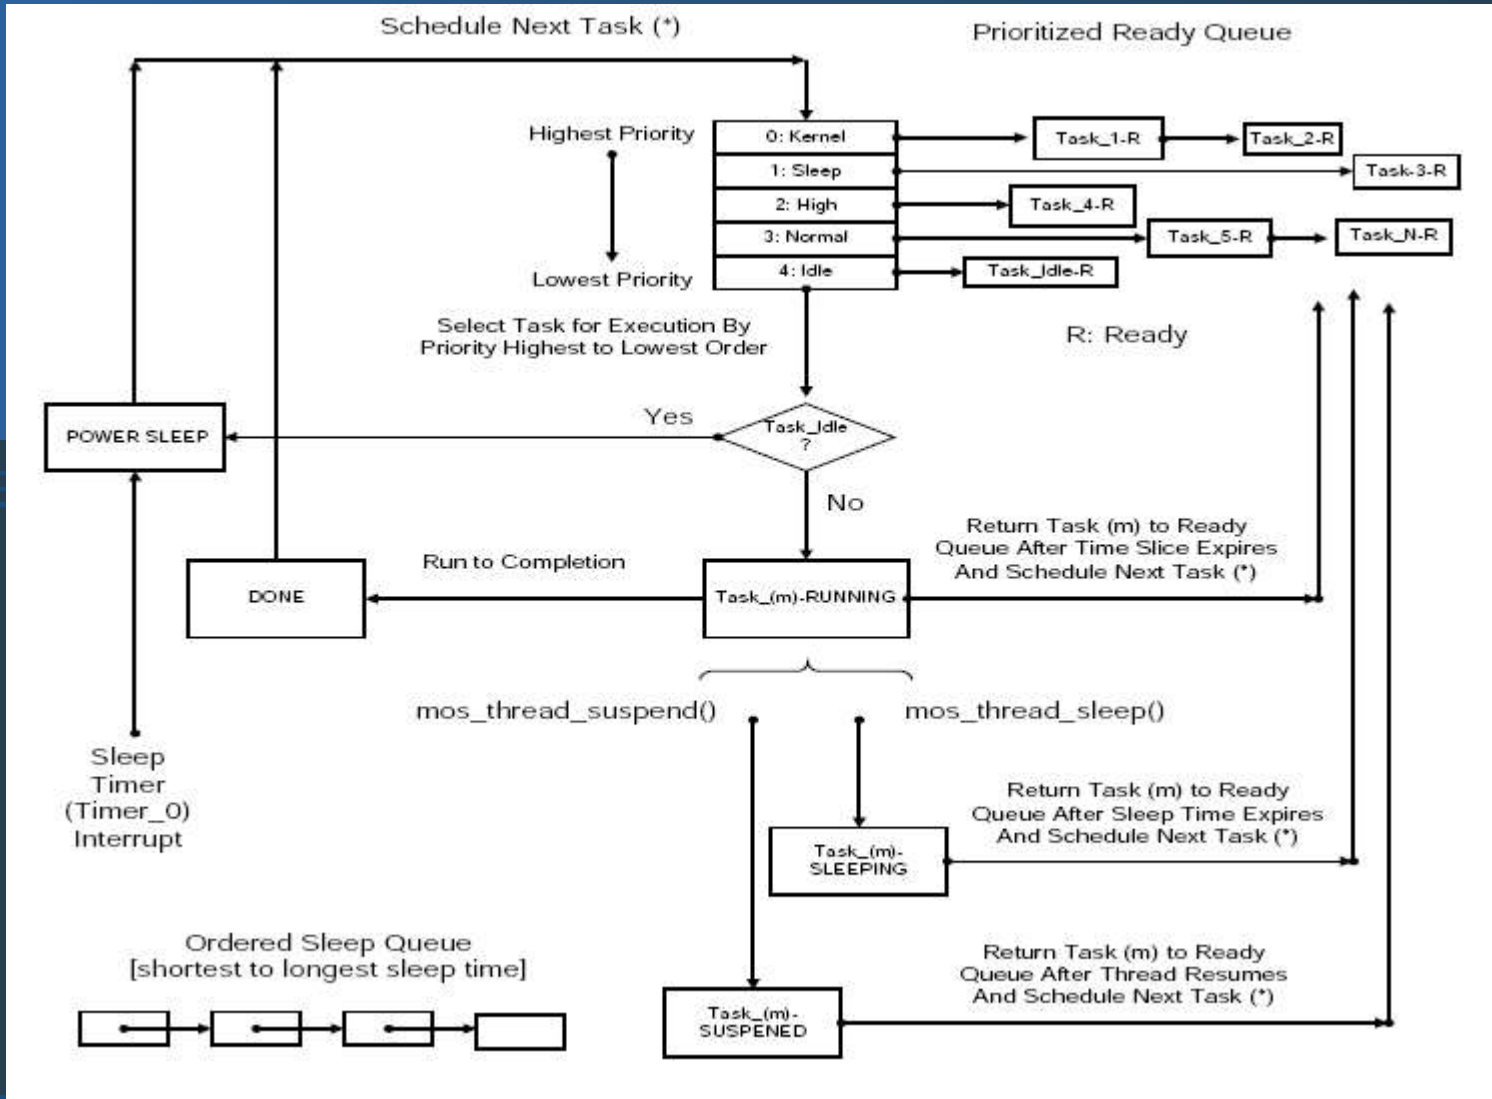 Schedule Next Task (*)
Prioritized Ready Queue
Highest Priority
Lowest Priority
0: Kernel
1: Sleep
2: High
3: Normal
4: Idle
Task_1-R
Task_2-R
Task-3-R
Task_4-R
Task_5-R
Task_N-R
Task_Idle-R
R: Ready
Select Task for Execution By
Priority Highest to Lowest Order
Task_Idle
?
Yes
No
POWER SLEEP
Run to Completion
DONE
Task_(m)-RUNNING
Return Task (m) to Ready
Queue After Time Slice Expires
And Schedule Next Task (*)
mos_thread_suspend()
mos_thread_sleep()
Sleep
Timer
(Timer_0)
Interrupt
Task_(m)-
SLEEPING
Return Task (m) to Ready
Queue After Sleep Time Expires
And Schedule Next Task (*)
Ordered Sleep Queue
[shortest to longest sleep time]
Task_(m)-
SUSPENED
Return Task (m) to Ready
Queue After Thread Resumes
And Schedule Next Task (*)